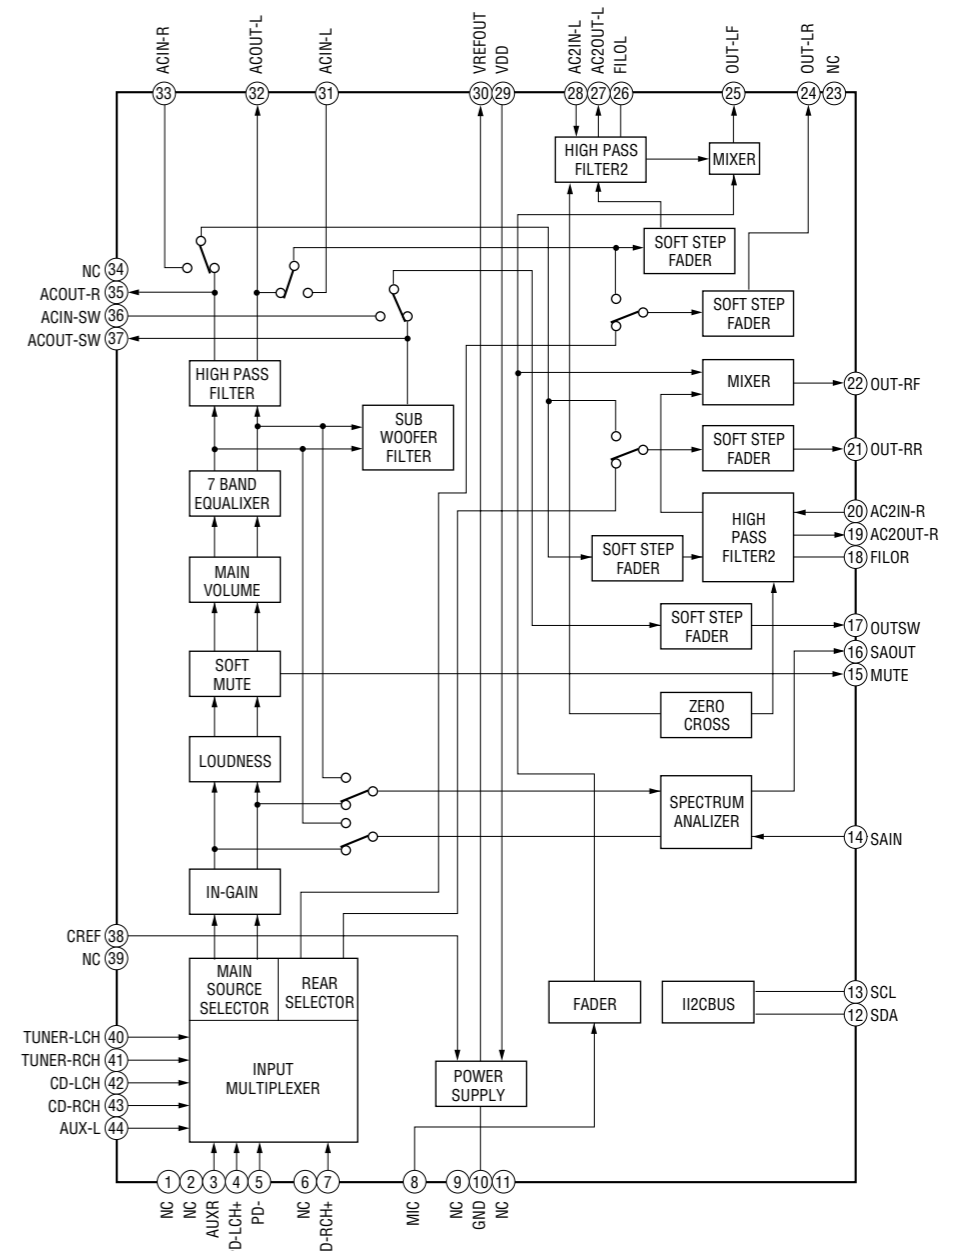 ACIN-R
ACOUT-L
ACIN-L
VREFOUT
VDD
AC2IN-L
AC2OUT-L
FILOL
OUT-LF
OUT-LR
NC
33
32
31
30
29
28
27
26
25
24
23
HIGH PASS
FILTER2
MIXER
SOFT STEP
FADER
NC 34
ACOUT-R 35
ACIN-SW 36
ACOUT-SW 37
SOFT STEP
FADER
HIGH PASS
FILTER
MIXER
22 OUT-RF
SUB
WOOFER
FILTER
SOFT STEP
FADER
21 OUT-RR
7 BAND
EQUALIXER
HIGH
PASS
FILTER2
20 AC2IN-R
19 AC2OUT-R
18 FILOR
SOFT STEP
FADER
MAIN
VOLUME
SOFT STEP
FADER
17 OUTSW
16 SAOUT
15 MUTE
SOFT
MUTE
ZERO
CROSS
LOUDNESS
SPECTRUM
ANALIZER
14 SAIN
IN-GAIN
CREF 38
NC 39
MAIN
SOURCE
SELECTOR
REAR
SELECTOR
FADER
II2CBUS
13 SCL
12 SDA
TUNER-LCH 40
TUNER-RCH 41
CD-LCH 42
CD-RCH 43
AUX-L 44
INPUT
MULTIPLEXER
POWER
SUPPLY
1
2
3
4
5
6
7
8
9
10
11
NC
NC
AUXR
D-LCH+
PD-
NC
D-RCH+
MIC
NC
GND
NC